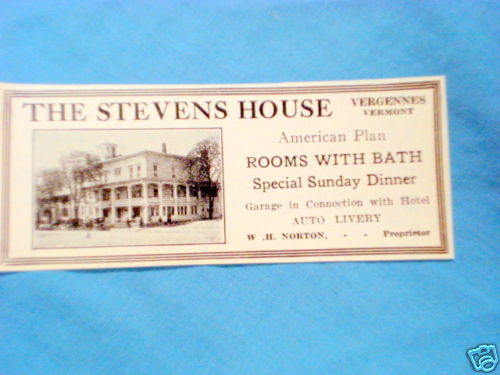 THE STEVENS HOUSE
VERGENNES
VERMONT
American Plan
ROOMS WITH BATH
Special Sunday Dinner
Garage in Connection with Hotel
AUTO LIVERY
W .H. NORTON, - - Proprietor